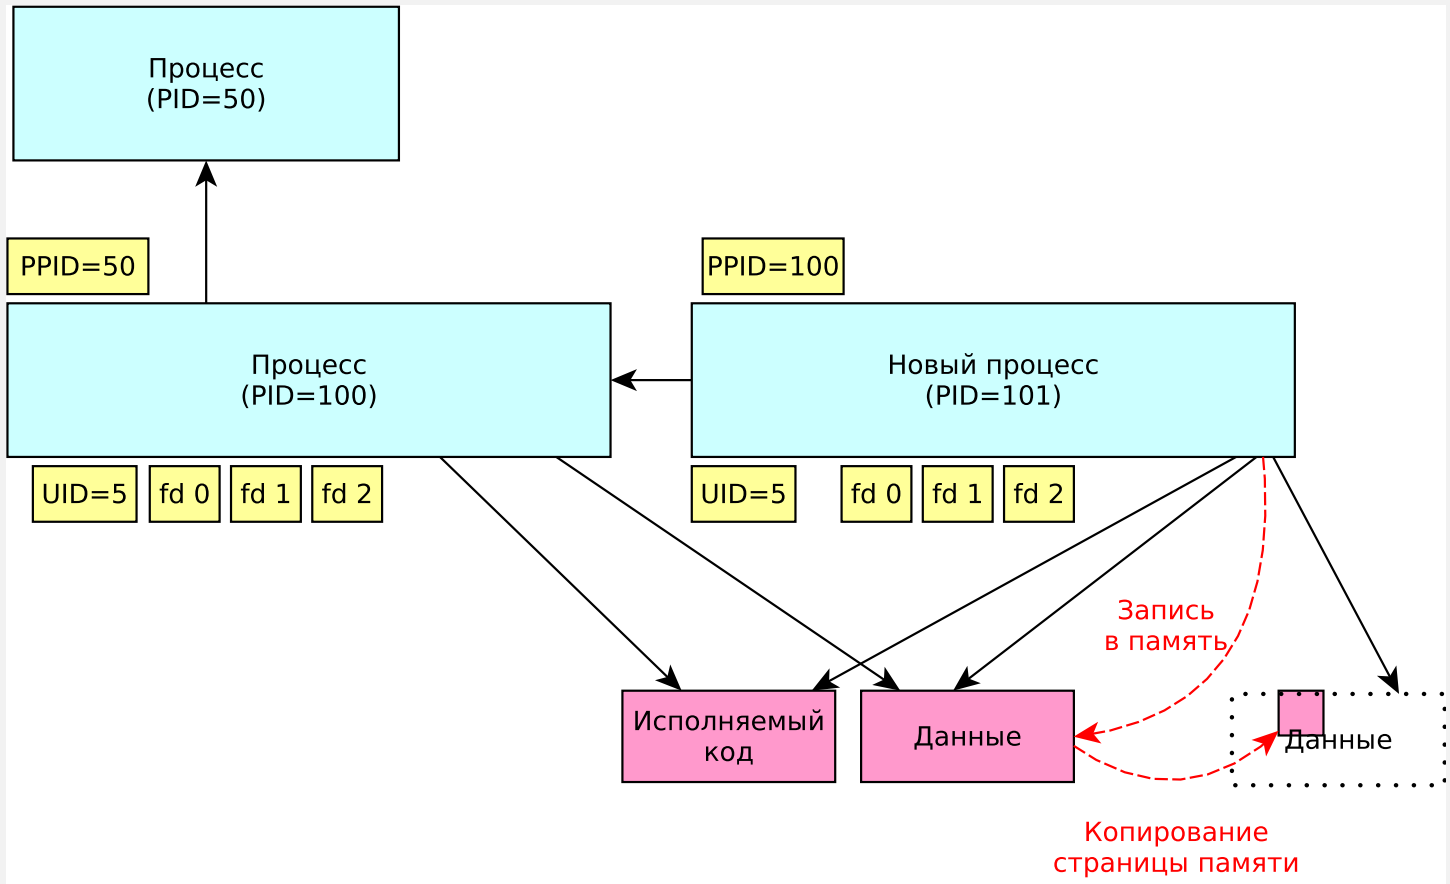 Процесс
(PID=50)
PPID=50
PPID=100
Процесс
(PID=100)
Новый процесс
(PID=101)
UID=5
fd 0
fd 1
fd 2
UID=5
fd 0
fd 1
fd 2
Запись
в память
Исполняемый
код
Данные
Данные
Копирование
страницы памяти